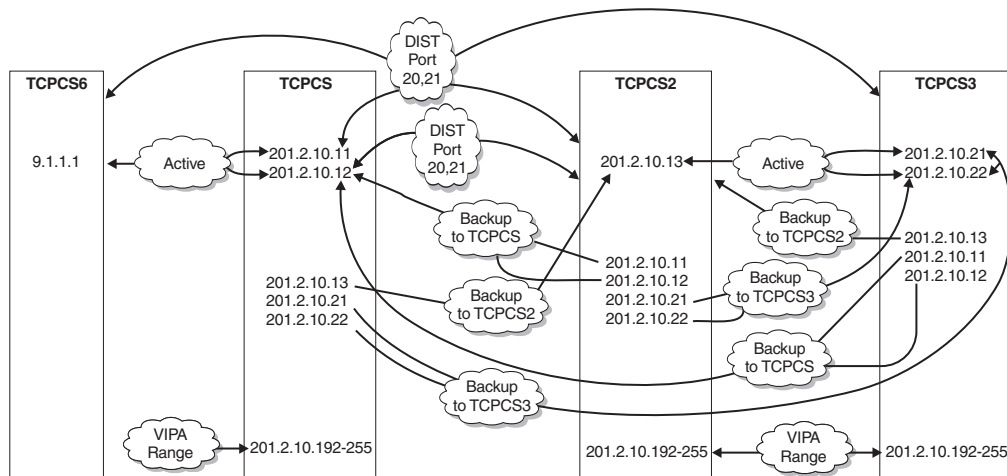 DIST
Port
20,21
TCPCS6
TCPCS
TCPCS2
TCPCS3
DIST
Port
20,21
9.1.1.1
Active
201.2.10.11
201.2.10.12
201.2.10.13
Active
201.2.10.21
201.2.10.22
Backup
to TCPCS
Backup
to TCPCS2
201.2.10.13
201.2.10.11
201.2.10.12
201.2.10.11
201.2.10.12
201.2.10.21
201.2.10.22
201.2.10.13
201.2.10.21
201.2.10.22
Backup
to TCPCS2
Backup
to TCPCS3
Backup
to TCPCS
Backup
to TCPCS3
VIPA
Range
201.2.10.192-255
201.2.10.192-255
VIPA
Range
201.2.10.192-255